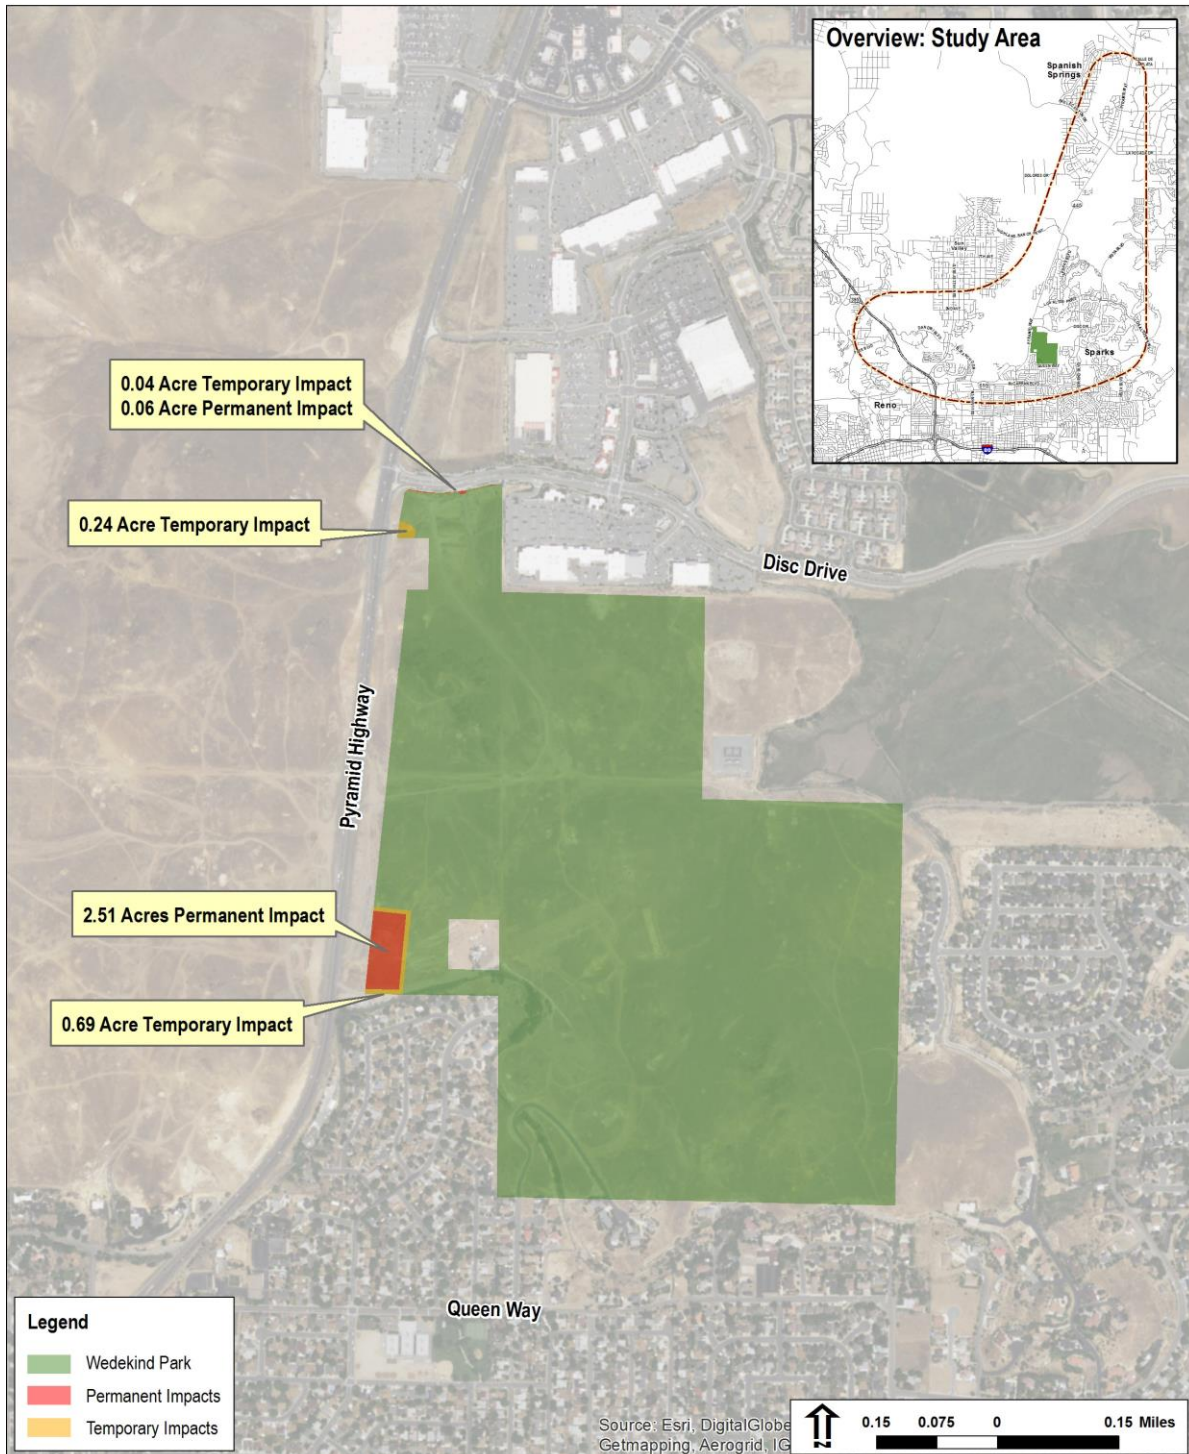 Overview: Study Area
Spanish
Springs
Sun
Valley
Sparks
Reno
80
0.04 Acre Temporary Impact
0.06 Acre Permanent Impact
0.24 Acre Temporary Impact
Disc Drive
Pyramid Highway
2.51 Acres Permanent Impact
0.69 Acre Temporary Impact
Queen Way
Legend
Wedekind Park
Permanent Impacts
Temporary Impacts
Source: Esri, DigitalGlobe
Getmapping, Aerogrid, IG
N
0.15 0.075 0 0.15 Miles